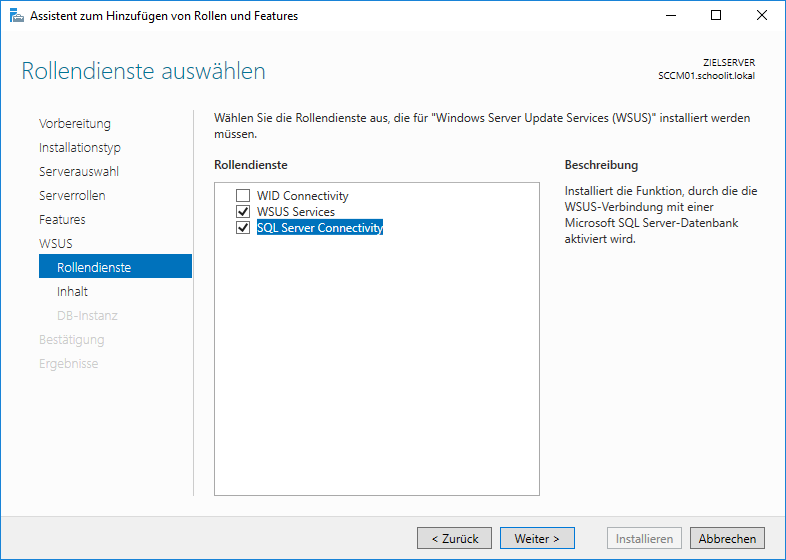 Assistent zum Hinzufügen von Rollen und Features
Rollendienste auswählen
ZIELSERVER
SCCM01.schoolit.lokal
Vorbereitung
Installationstyp
Serverauswahl
Serverrollen
Features
WSUS
Rollendienste
Inhalt
DB-Instanz
Bestätigung
Ergebnisse
Wählen Sie die Rollendienste aus, die für "Windows Server Update Services (WSUS)" installiert werden
müssen.
Rollendienste
WID Connectivity
WSUS Services
SQL Server Connectivity
Beschreibung
Installiert die Funktion, durch die die
WSUS-Verbindung mit einer
Microsoft SQL Server-Datenbank
aktiviert wird.
< Zurück
Weiter >
Installieren
Abbrechen